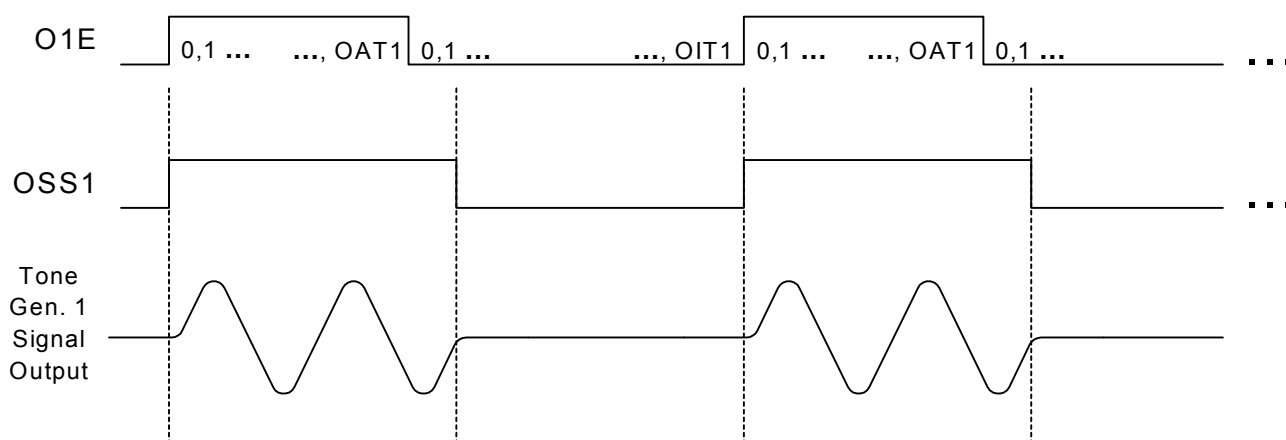 O1E
0,1 ... ..., OAT1 0,1 ... ..., OIT1 0,1 ... ..., OAT1 0,1 ... ...
OSS1
...
Tone
Gen. 1
Signal
Output